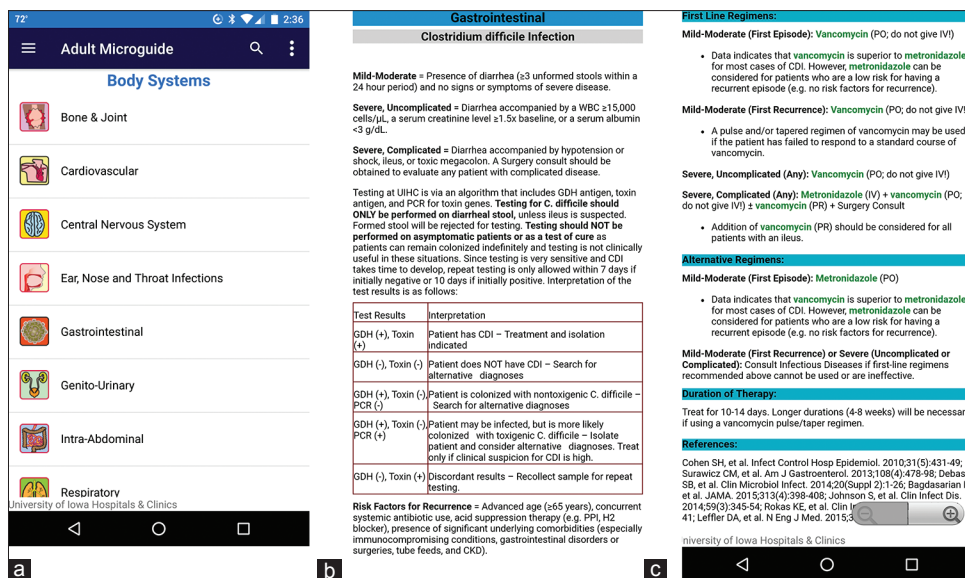 72°
2:36
Adult Microguide
Body Systems
Bone & Joint
Cardiovascular
Central Nervous System
Ear, Nose and Throat Infections
Gastrointestinal
Genito-Urinary
Intra-Abdominal
Respiratory
University of Iowa Hospitals & Clinics
a
Gastrointestinal
Clostridium difficile Infection
Mild-Moderate = Presence of diarrhea (≥3 unformed stools within a
24 hour period) and no signs or symptoms of severe disease.
Severe, Uncomplicated = Diarrhea accompanied by a WBC ≥15,000
cells/µL, a serum creatinine level ≥1.5x baseline, or a serum albumin
<3 g/dL.
Severe, Complicated = Diarrhea accompanied by hypotension or
shock, ileus, or toxic megacolon. A Surgery consult should be
obtained to evaluate any patient with complicated disease.
Testing at UIHC is via an algorithm that includes GDH antigen, toxin
antigen, and PCR for toxin genes. Testing for C. difficile should
ONLY be performed on diarrheal stool, unless ileus is suspected.
Formed stool will be rejected for testing. Testing should NOT be
performed on asymptomatic patients or as a test of cure as
patients can remain colonized indefinitely and testing is not clinically
useful in these situations. Since testing is very sensitive and CDI
takes time to develop, repeat testing is only allowed within 7 days if
initially negative or 10 days if initially positive. Interpretation of the
test results is as follows:
Test Results Interpretation
GDH (+), Toxin (+) Patient has CDI – Treatment and isolation
indicated
GDH (-), Toxin (-) Patient does NOT have CDI – Search for
alternative diagnoses
GDH (+), Toxin (-), PCR (-) Patient is colonized with nontoxigenic C. difficile –
Search for alternative diagnoses
GDH (+), Toxin (-), PCR (+) Patient may be infected, but is more likely
colonized with toxigenic C. difficile – Isolate
patient and consider alternative diagnoses. Treat
only if clinical suspicion for CDI is high.
GDH (-), Toxin (+) Discordant results – Recollect sample for repeat
testing.
Risk Factors for Recurrence = Advanced age (≥65 years), concurrent
systemic antibiotic use, acid suppression therapy (e.g. PPI, H2
blocker), presence of significant underlying comorbidities (especially
immunocompromising conditions, gastrointestinal disorders or
surgeries, tube feeds, and CKD).
b
First Line Regimens:
Mild-Moderate (First Episode): Vancomycin (PO; do not give IV!)
• Data indicates that vancomycin is superior to metronidazole
for most cases of CDI. However, metronidazole can be
considered for patients who are a low risk for having a
recurrent episode (e.g. no risk factors for recurrence).
Mild-Moderate (First Recurrence): Vancomycin (PO; do not give IV!
• A pulse and/or tapered regimen of vancomycin may be used
if the patient has failed to respond to a standard course of
vancomycin.
Severe, Uncomplicated (Any): Vancomycin (PO; do not give IV!)
Severe, Complicated (Any): Metronidazole (IV) + vancomycin (PO;
do not give IV!) ± vancomycin (PR) + Surgery Consult
• Addition of vancomycin (PR) should be considered for all
patients with an ileus.
Alternative Regimens:
Mild-Moderate (First Episode): Metronidazole (PO)
• Data indicates that vancomycin is superior to metronidazole
for most cases of CDI. However, metronidazole can be
considered for patients who are a low risk for having a
recurrent episode (e.g. no risk factors for recurrence).
Mild-Moderate (First Recurrence) or Severe (Uncomplicated or
Complicated): Consult Infectious Diseases if first-line regimens
recommended above cannot be used or are ineffective.
Duration of Therapy:
Treat for 10-14 days. Longer durations (4-8 weeks) will be necessar
if using a vancomycin pulse/taper regimen.
References:
Cohen SH, et al. Infect Control Hosp Epidemiol. 2010;31(5):431-49;
Surawicz CM, et al. Am J Gastroenterol. 2013;108(4):478-98; Debas
SB, et al. Clin Microbiol Infect. 2014;20(Suppl 2):1-26; Bagdasarian
et al. JAMA. 2015;313(4):398-408; Johnson S, et al. Clin Infect Dis.
2014;59(3):345-54; Rokas KE, et al. Clin
41; Leffler DA, et al. N Eng J Med. 2015;3
niversity of Iowa Hospitals & Clinics
c